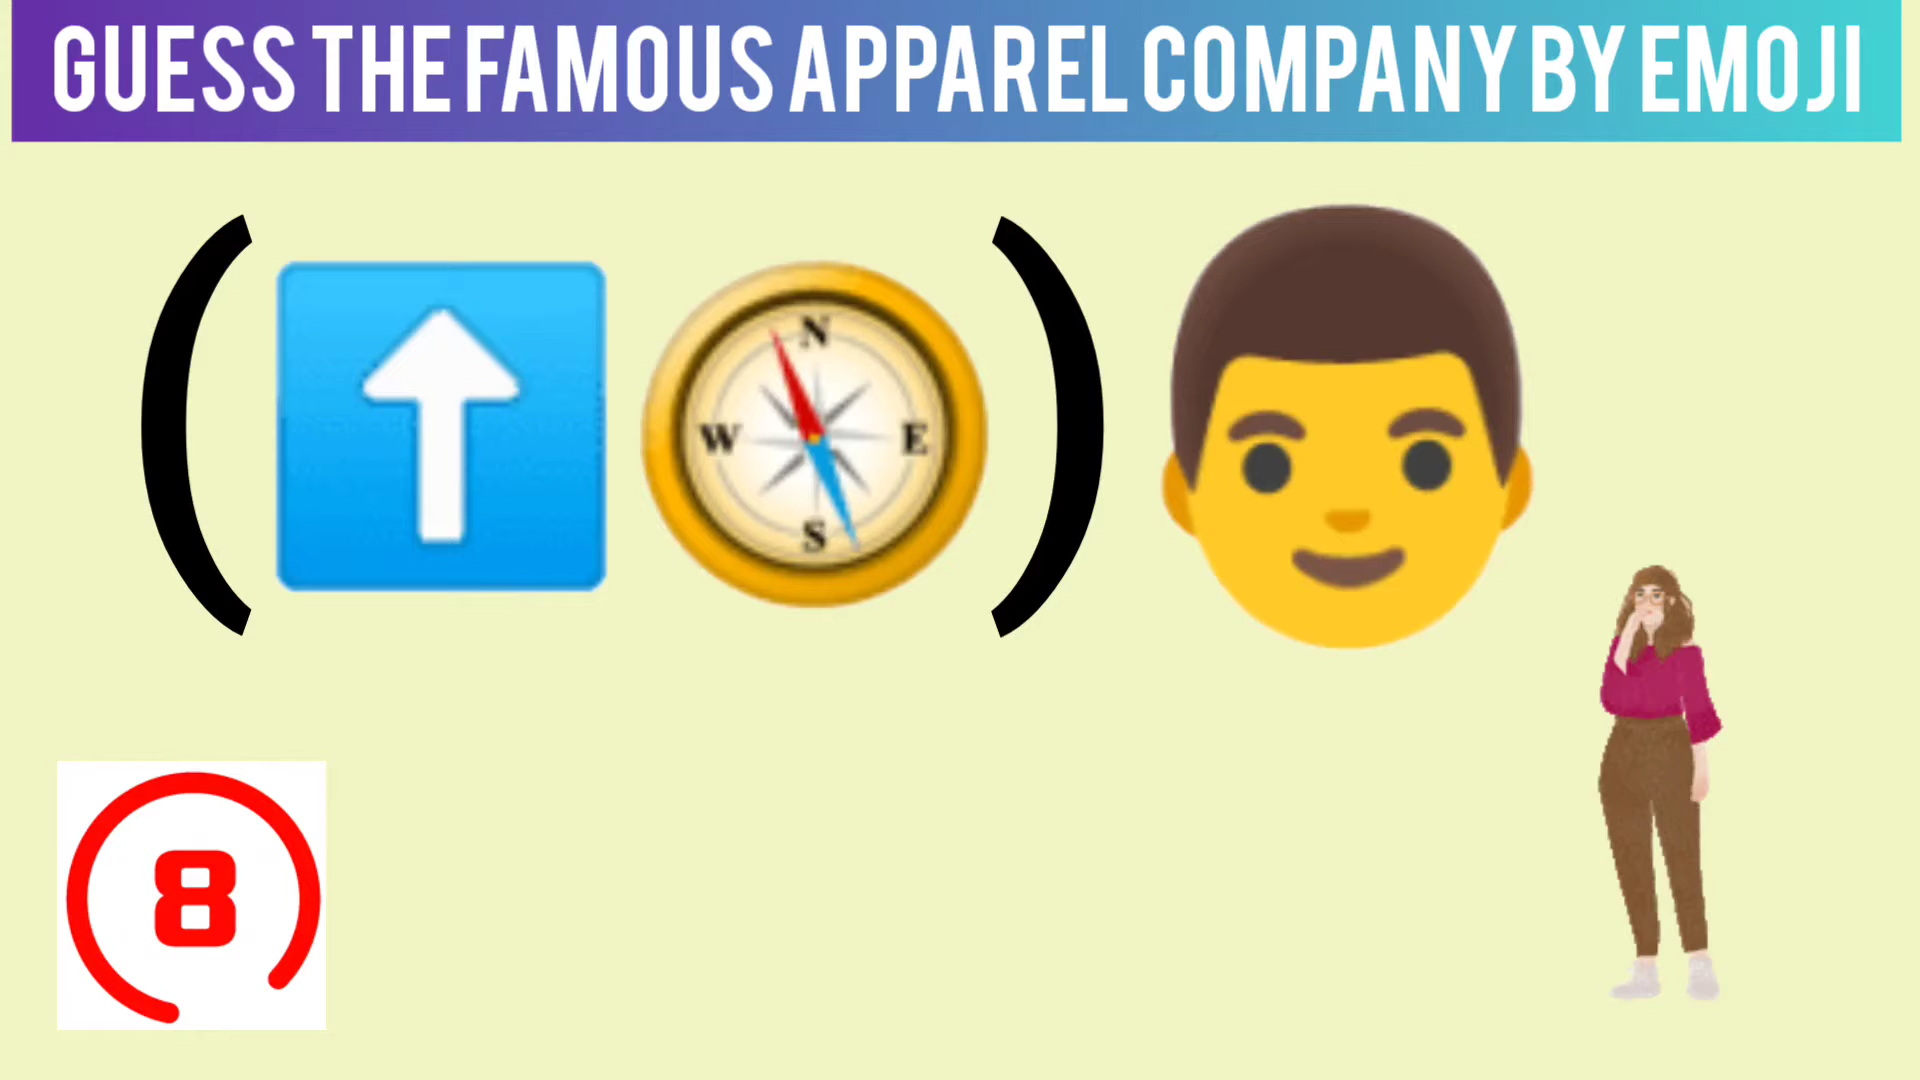 GUESS THE FAMOUS APPAREL COMPANY BY EMOJI
( )
N
W E
S
8